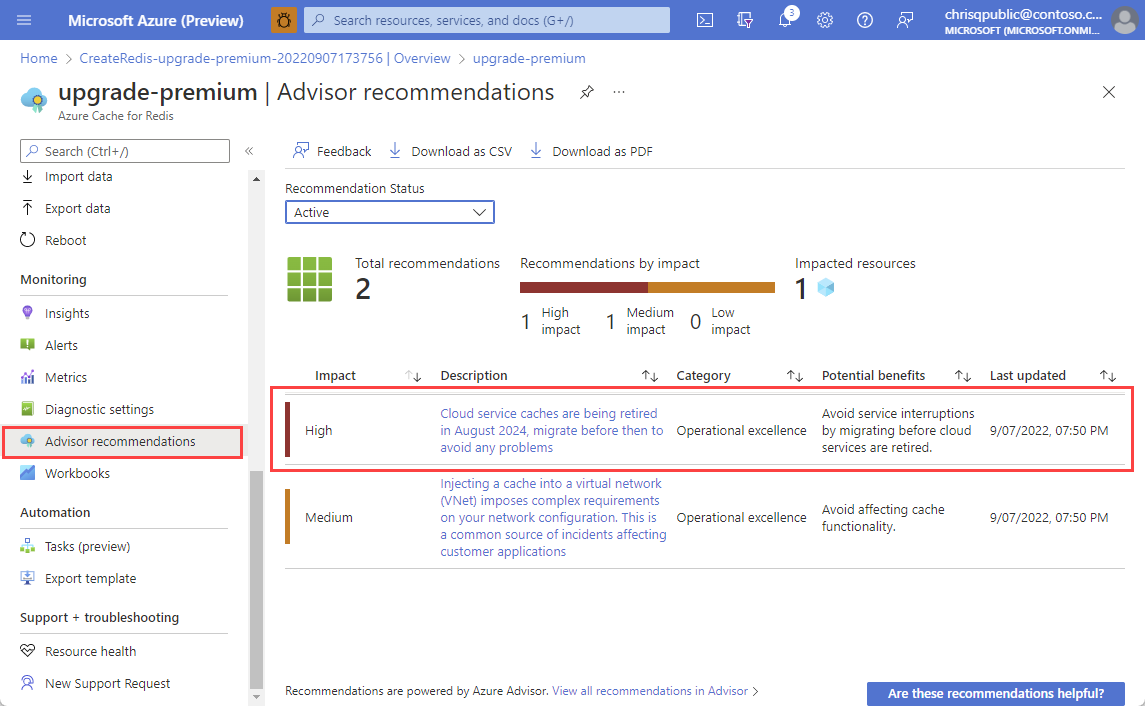 Microsoft Azure (Preview)
Search resources, services, and docs (G+/)
3
chrisqpublic@contoso.c...
MICROSOFT (MICROSOFT.ONMI...
Home > CreateRedis-upgrade-premium-20220907173756 | Overview > upgrade-premium
upgrade-premium | Advisor recommendations
Azure Cache for Redis
Search (Ctrl+/)
Import data
Export data
Reboot
Monitoring
Insights
Alerts
Metrics
Diagnostic settings
Advisor recommendations
Workbooks
Automation
Tasks (preview)
Export template
Support + troubleshooting
Resource health
New Support Request
Feedback
Download as CSV
Download as PDF
Recommendation Status
Active
Total recommendations
2
Recommendations by impact
1 High impact
1 Medium impact
0 Low impact
Impacted resources
1
Impact Description Category Potential benefits Last updated
High
Cloud service caches are being retired
in August 2024, migrate before then to
avoid any problems
Operational excellence
Avoid service interruptions
by migrating before cloud
services are retired.
9/07/2022, 07:50 PM
Medium
Injecting a cache into a virtual network
(VNet) imposes complex requirements
on your network configuration. This is
a common source of incidents affecting
customer applications
Operational excellence
Avoid affecting cache
functionality.
9/07/2022, 07:50 PM
Recommendations are powered by Azure Advisor. View all recommendations in Advisor >
Are these recommendations helpful?